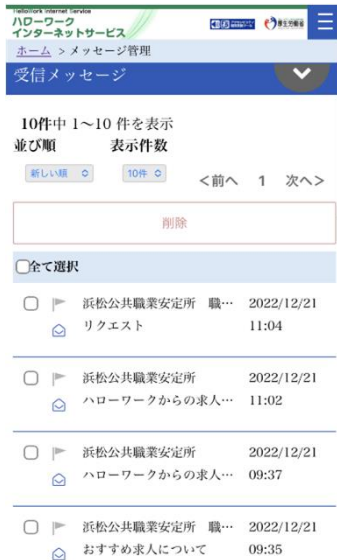 HelloWork Internet Service
ハローワーク
インターネットサービス
厚生労働省
ホーム > メッセージ管理
受信メッセージ
10件中 1〜10 件を表示
並び順 表示件数
新しい順 10件 <前へ 1 次へ>
削除
全て選択
浜松公共職業安定所 職… 2022/12/21
リクエスト 11:04
浜松公共職業安定所 2022/12/21
ハローワークからの求人… 11:02
浜松公共職業安定所 2022/12/21
ハローワークからの求人… 09:37
浜松公共職業安定所 職… 2022/12/21
おすすめ求人について 09:35